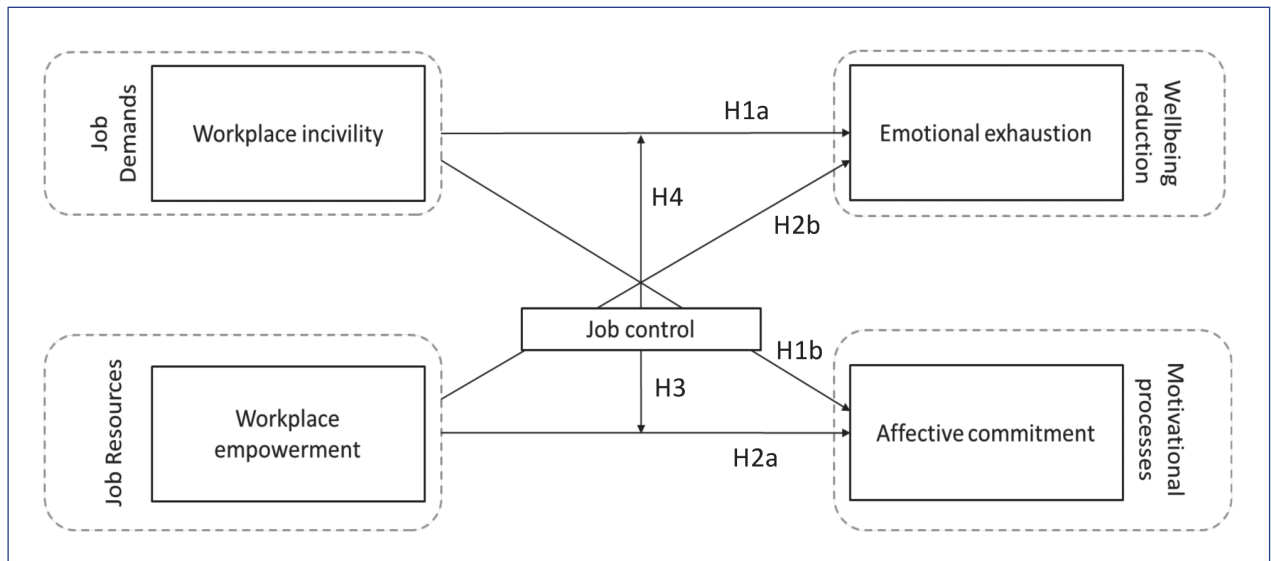 Job
Demands
Workplace incivility
H1a
Emotional exhaustion
Wellbeing
reduction
H4
H2b
Job control
H1b
H3
Job Resources
Workplace
empowerment
H2a
Affective commitment
Motivational
processes